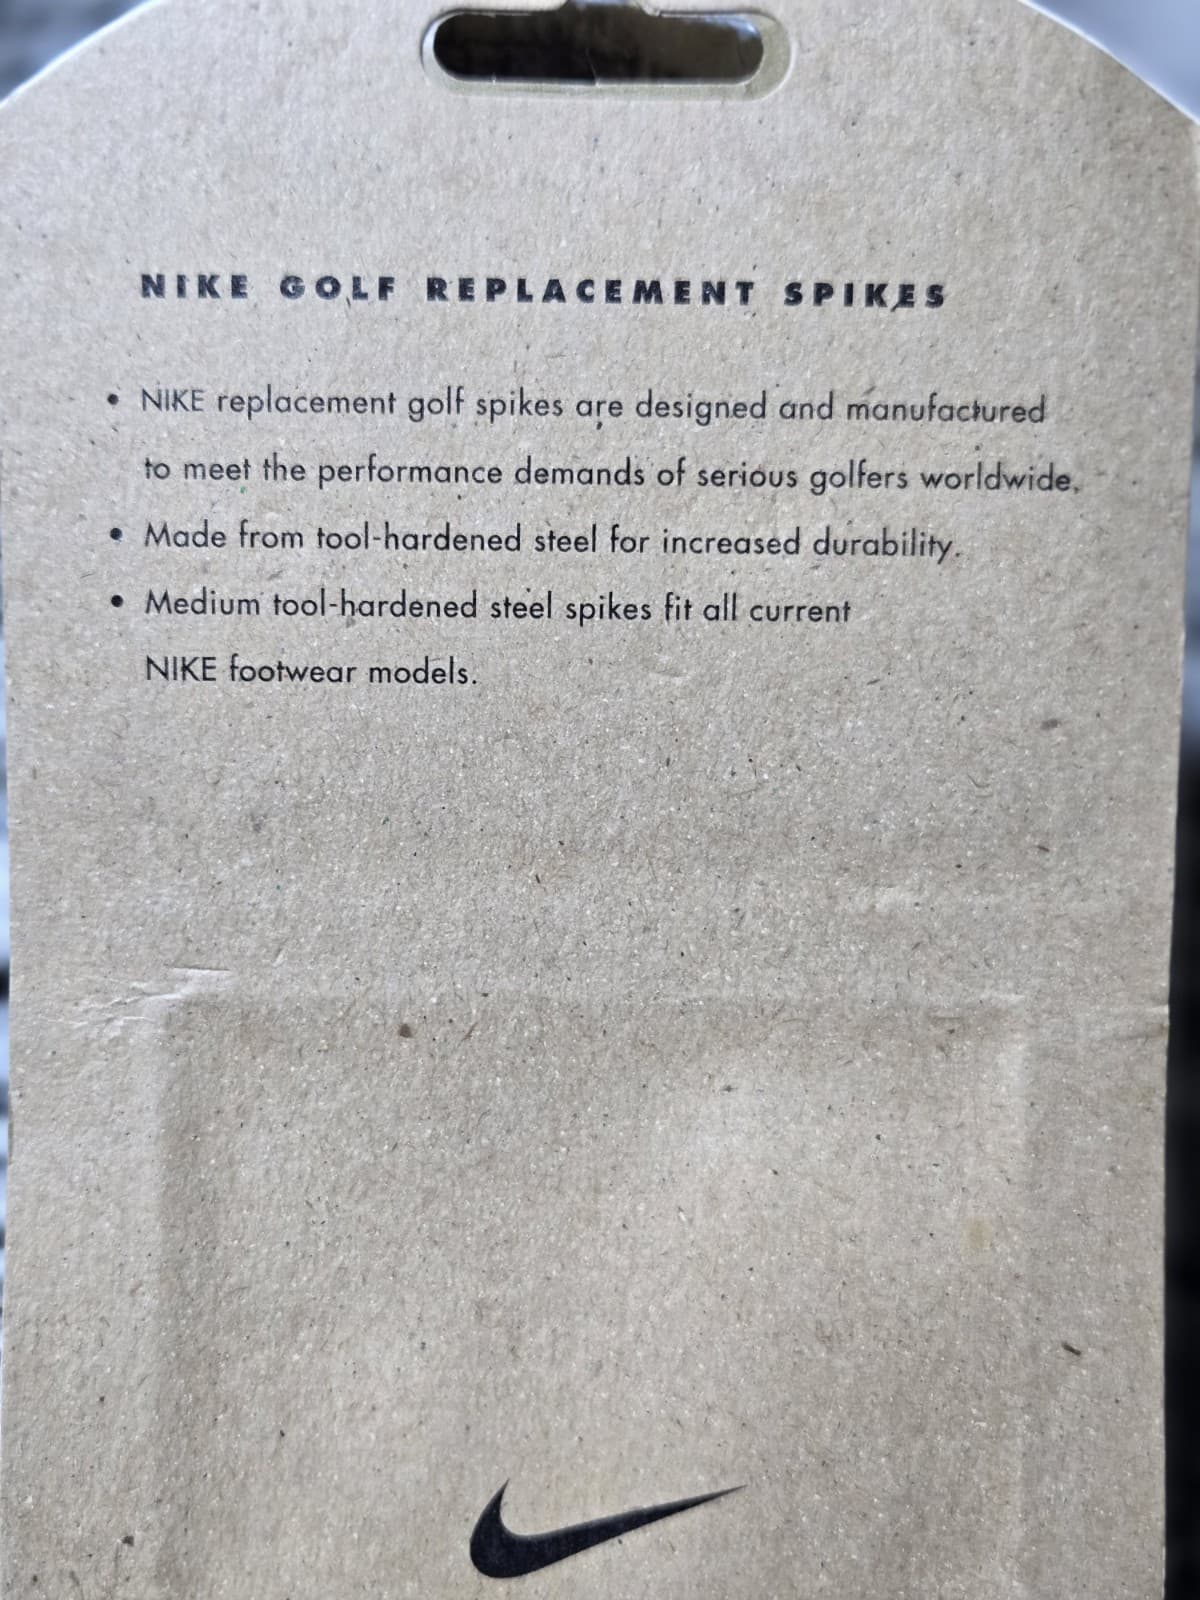 NIKE GOLF REPLACEMENT SPIKES
• NIKE replacement golf spikes are designed and manufactured
to meet the performance demands of serious golfers worldwide.
• Made from tool-hardened steel for increased durability.
• Medium tool-hardened steel spikes fit all current
NIKE footwear models.